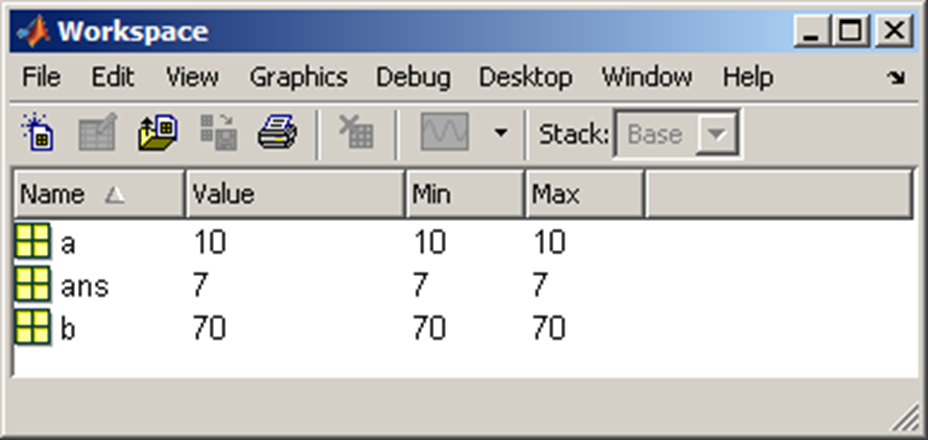 Workspace
File Edit View Graphics Debug Desktop Window Help
Stack: Base
Name Value Min Max
a 10 10 10
ans 7 7 7
b 70 70 70